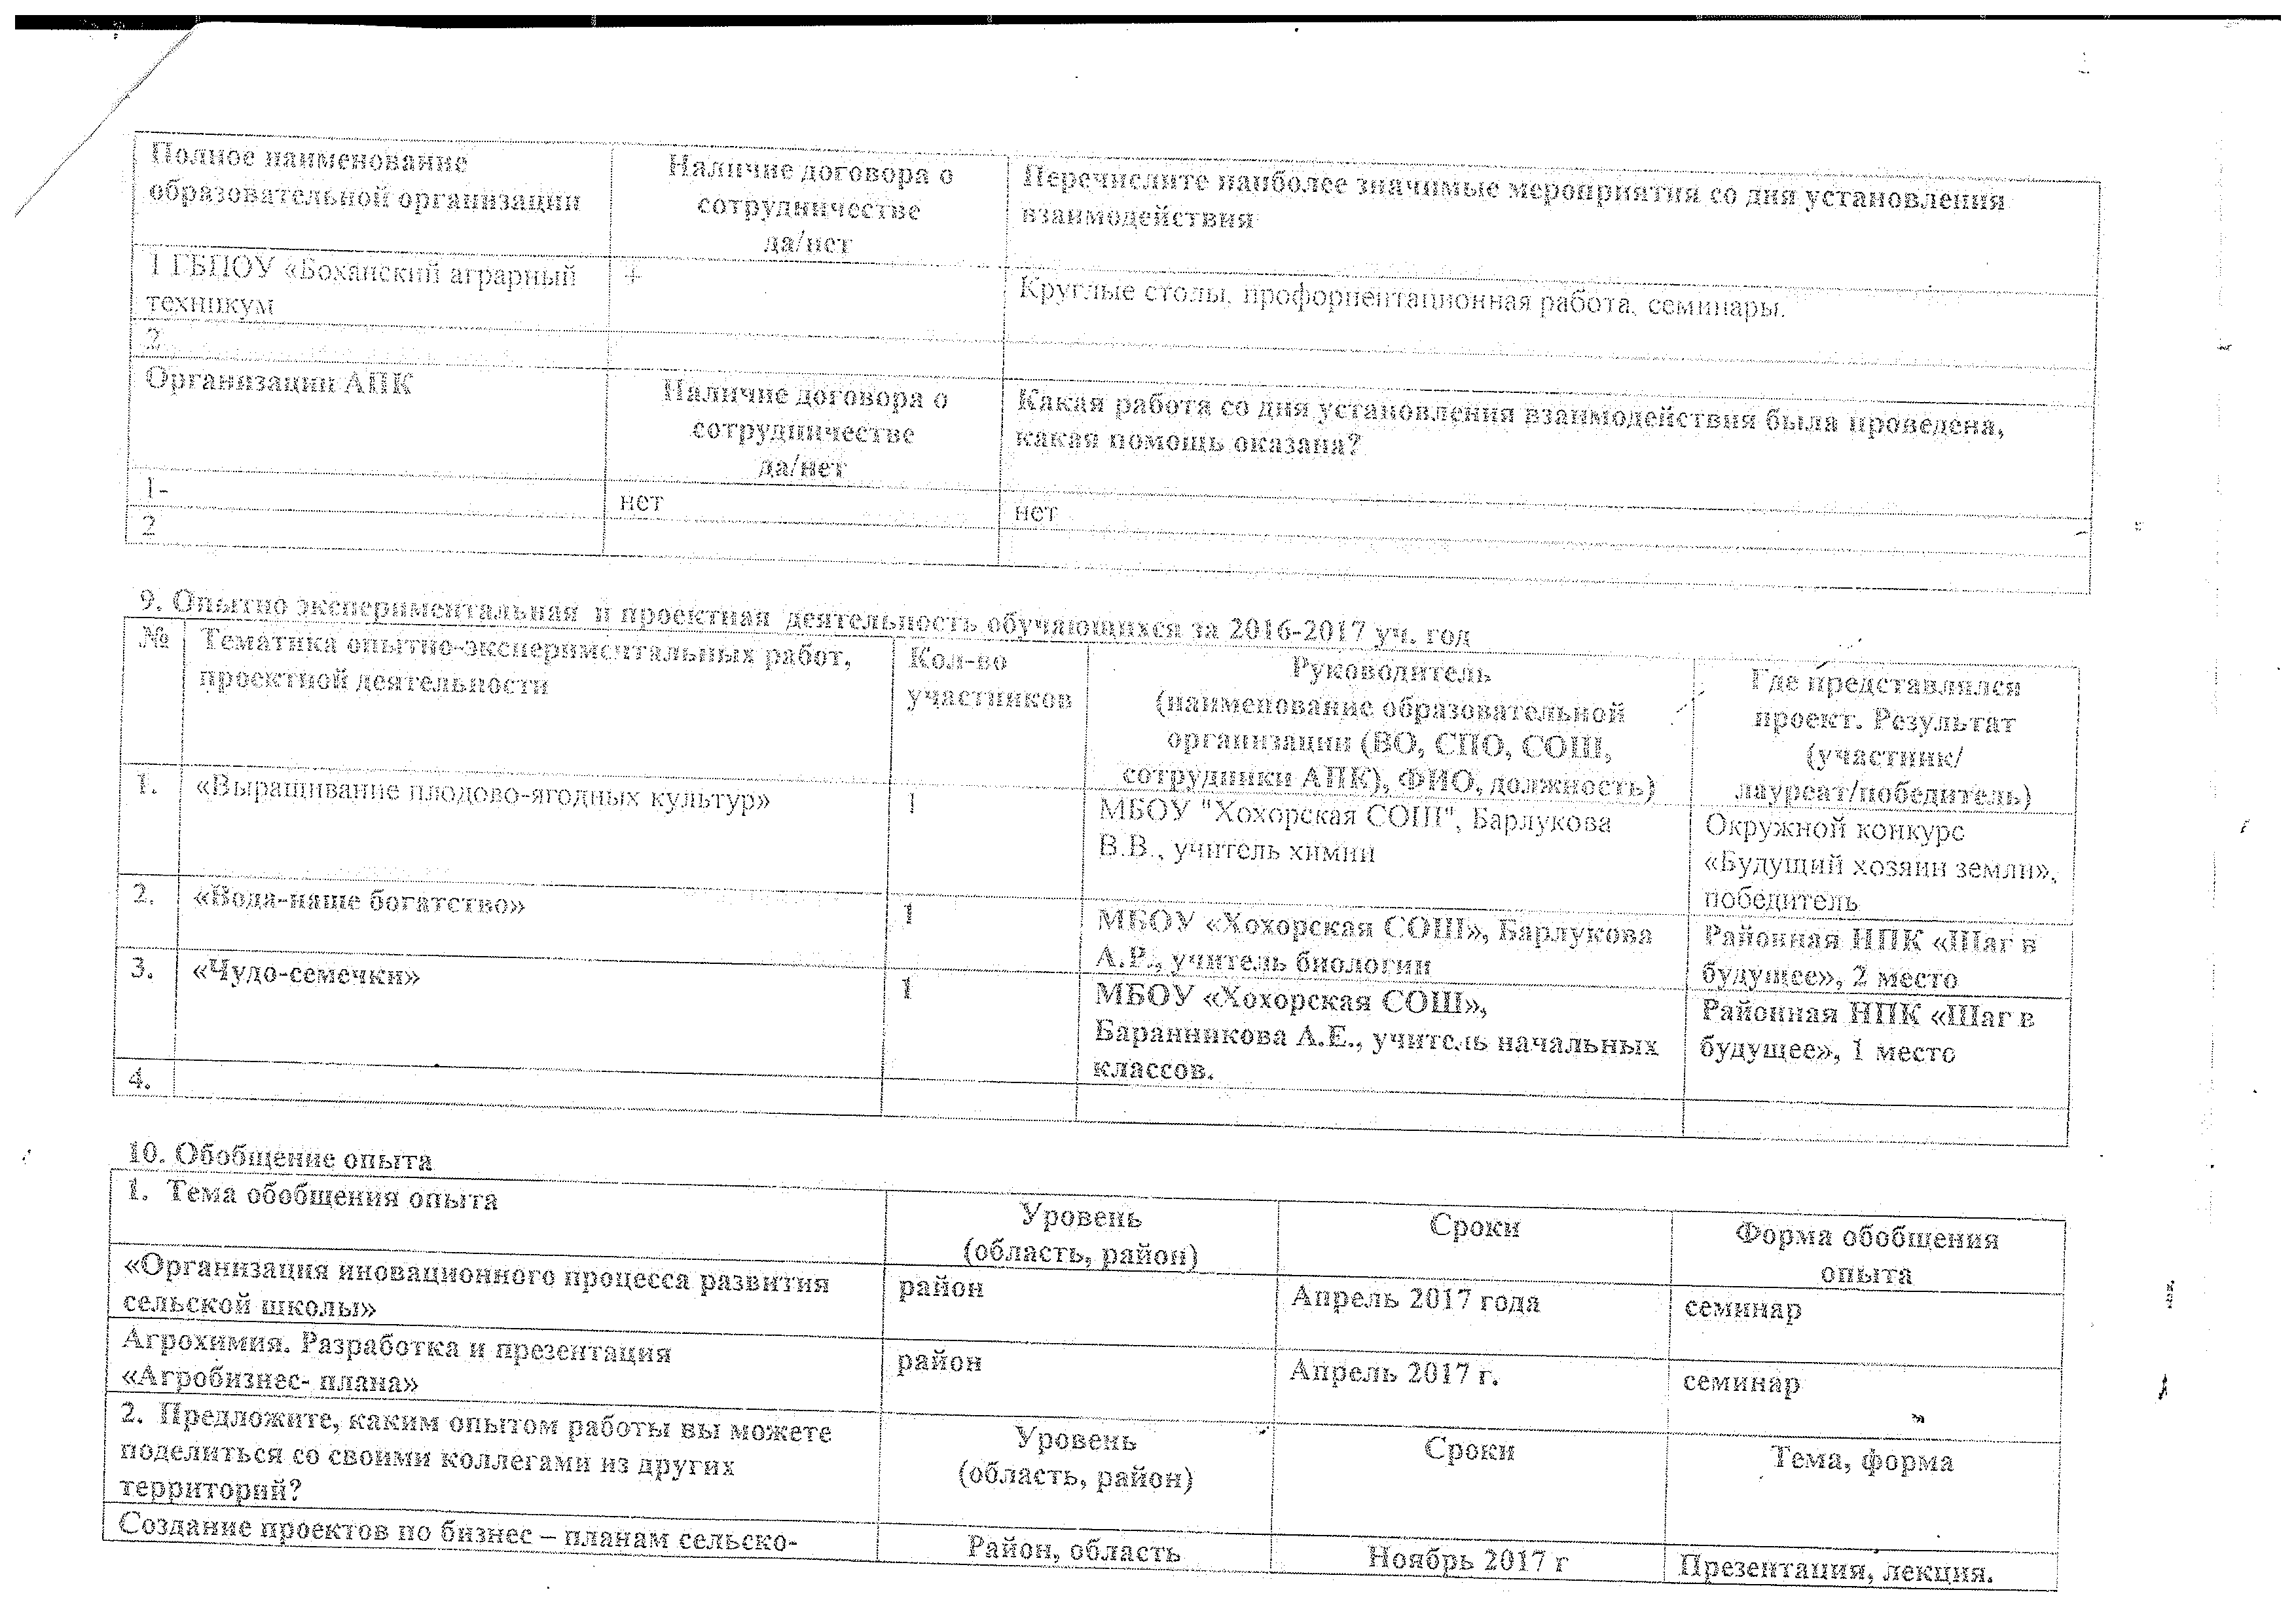 Полное наименование
образовательной организации
Наличие договора о
сотрудничестве
да/нет
Перечислите наиболее значимые мероприятия со дня установления
взаимодействия
1 ГБПОУ «Боханский аграрный
техникум
+
Круглые столы, профориентационная работа, семинары.
2
Организации АПК
Наличие договора о
сотрудничестве
да/нет
Какая работа со дня установления взаимодействия была проведена,
какая помощь оказана?
1-
нет
нет
2
9. Опытно экспериментальная и проектная деятельность обучающихся за 2016-2017 уч. год
№
Тематика опытно-экспериментальных работ,
проектной деятельности
Кол-во
участников
Руководитель
(наименование образовательной
организации (ВО, СПО, СОШ,
сотрудники АПК), ФИО, должность)
Где представлялся
проект. Результат
(участник/
лауреат/победитель)
1.
«Выращивание плодово-ягодных культур»
1
МБОУ "Хохорская СОШ", Барлукова
В.В., учитель химии
Окружной конкурс
«Будущий хозяин земли»,
победитель
2.
«Вода-наше богатство»
1
МБОУ «Хохорская СОШ», Барлукова
А.Р., учитель биологии
Районная НПК «Шаг в
будущее», 2 место
3.
«Чудо-семечки»
1
МБОУ «Хохорская СОШ»,
Баранникова А.Е., учитель начальных
классов.
Районная НПК «Шаг в
будущее», 1 место
4.
10. Обобщение опыта
1. Тема обобщения опыта
Уровень
(область, район)
Сроки
Форма обобщения
опыта
«Организация иновационного процесса развития
сельской школы»
район
Апрель 2017 года
семинар
Агрохимия. Разработка и презентация
«Агробизнес- плана»
район
Апрель 2017 г.
семинар
2. Предложите, каким опытом работы вы можете
поделиться со своими коллегами из других
территорий?
Уровень
(область, район)
Сроки
Тема, форма
Создание проектов по бизнес – планам сельско-
Район, область
Ноябрь 2017 г
Презентация, лекция.